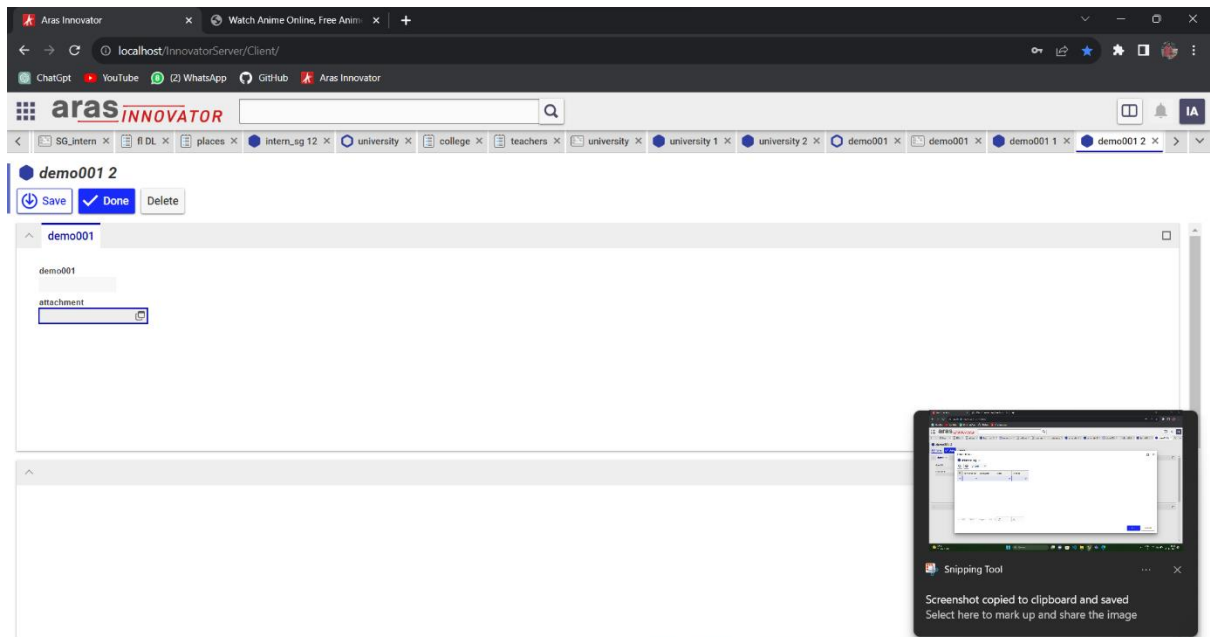 Aras Innovator Watch Anime Online, Free Anim
localhost/InnovatorServer/Client/
ChatGpt YouTube (2) WhatsApp GitHub Aras Innovator
aras INNOVATOR IA
SG_intern fl DL places intern_sg 12 university college teachers university university 1 university 2 demo001 demo001 demo001 1 demo001 2
demo001 2
Save Done Delete
demo001
demo001
attachment
Snipping Tool
Screenshot copied to clipboard and saved
Select here to mark up and share the image